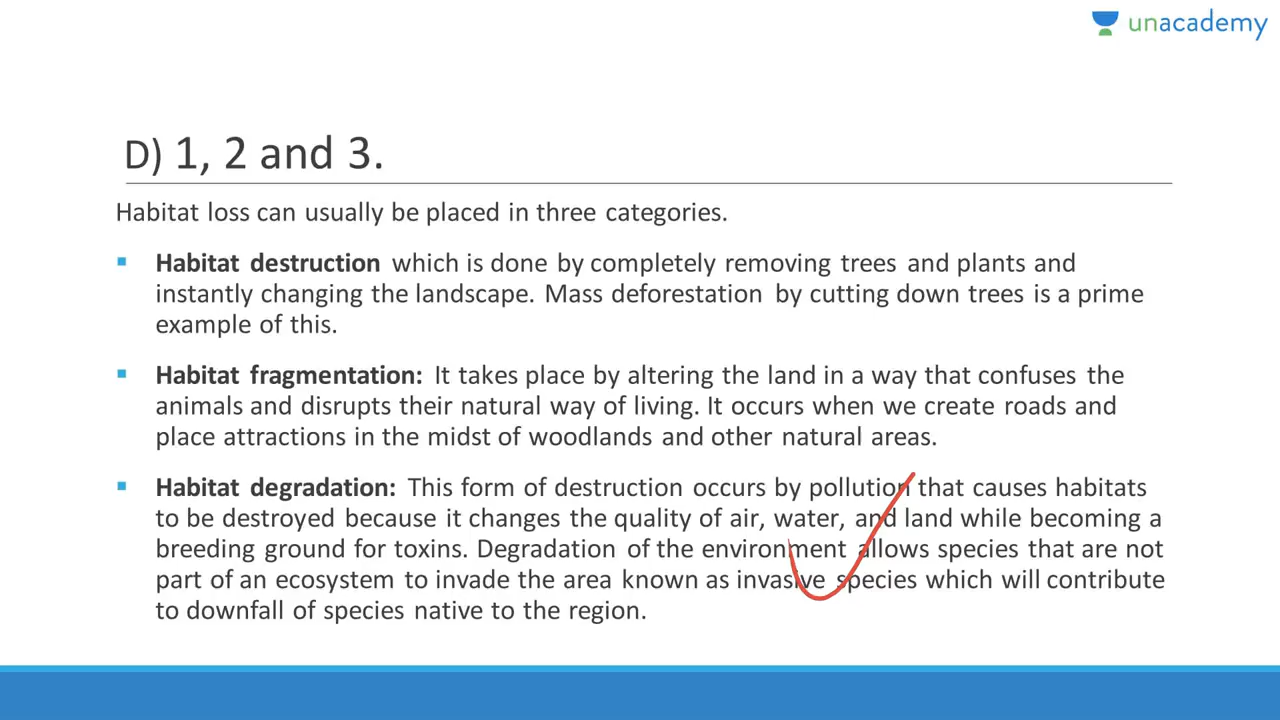 unacademy
D) 1, 2 and 3.
Habitat loss can usually be placed in three categories.
Habitat destruction which is done by completely removing trees and plants and
instantly changing the landscape. Mass deforestation by cutting down trees is a prime
example of this.
Habitat fragmentation: It takes place by altering the land in a way that confuses the
animals and disrupts their natural way of living. It occurs when we create roads and
place attractions in the midst of woodlands and other natural areas.
Habitat degradation: This form of destruction occurs by pollution that causes habitats
to be destroyed because it changes the quality of air, water, and land while becoming a
breeding ground for toxins. Degradation of the environment allows species that are not
part of an ecosystem to invade the area known as invasive species which will contribute
to downfall of species native to the region.